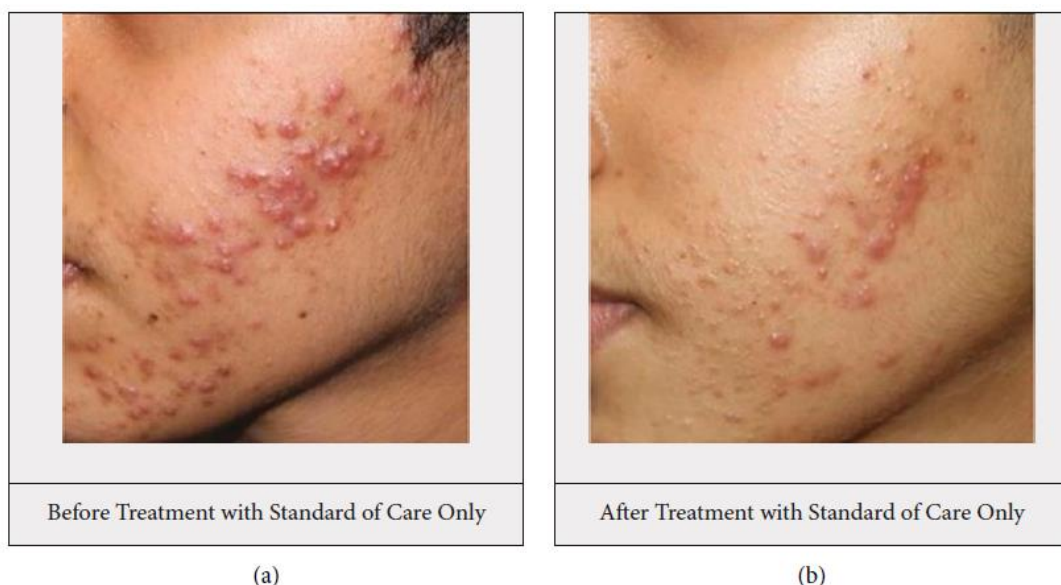 Before Treatment with Standard of Care Only
After Treatment with Standard of Care Only
(a)
(b)